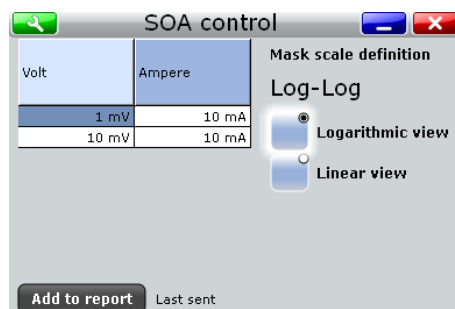 SOA control
Volt Ampere
1 mV 10 mA
10 mV 10 mA
Mask scale definition
Log-Log
Logarithmic view
Linear view
Add to report Last sent